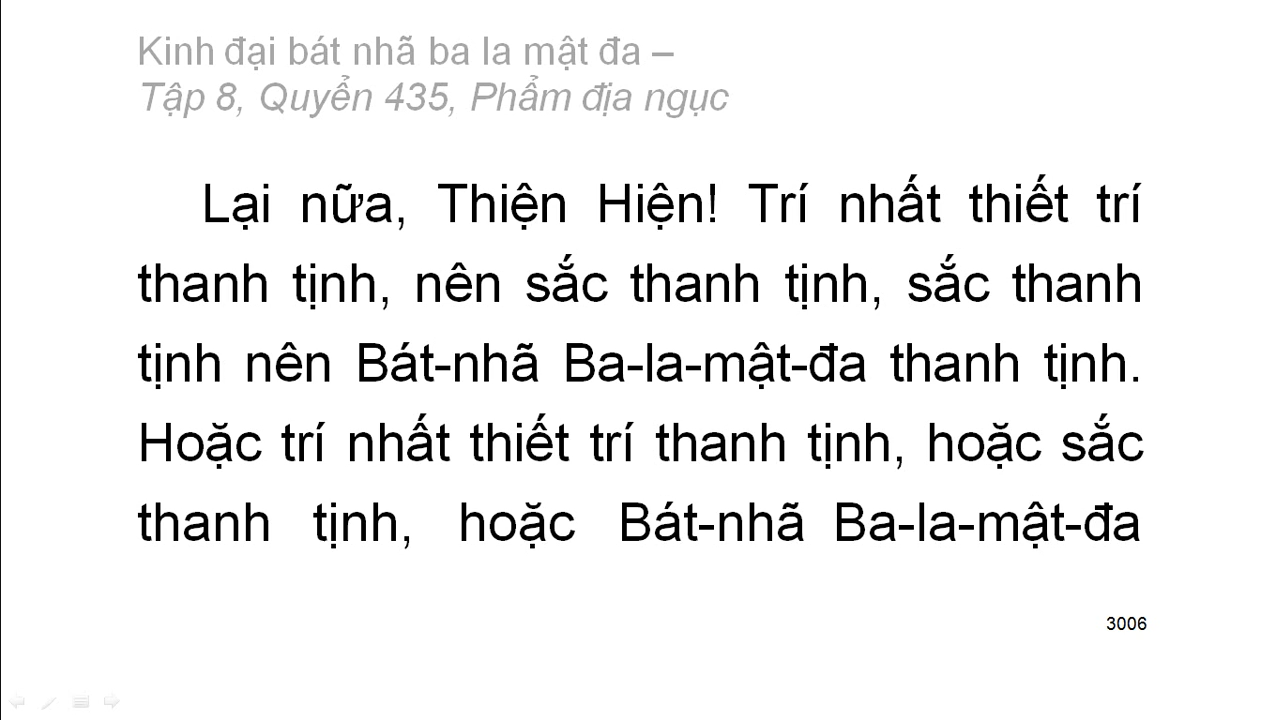 Kinh đại bát nhã ba la mật đa –
Tập 8, Quyển 435, Phẩm địa ngục
Lại nữa, Thiện Hiện! Trí nhất thiết trí
thanh tịnh, nên sắc thanh tịnh, sắc thanh
tịnh nên Bát-nhã Ba-la-mật-đa thanh tịnh.
Hoặc trí nhất thiết trí thanh tịnh, hoặc sắc
thanh tịnh, hoặc Bát-nhã Ba-la-mật-đa
3006